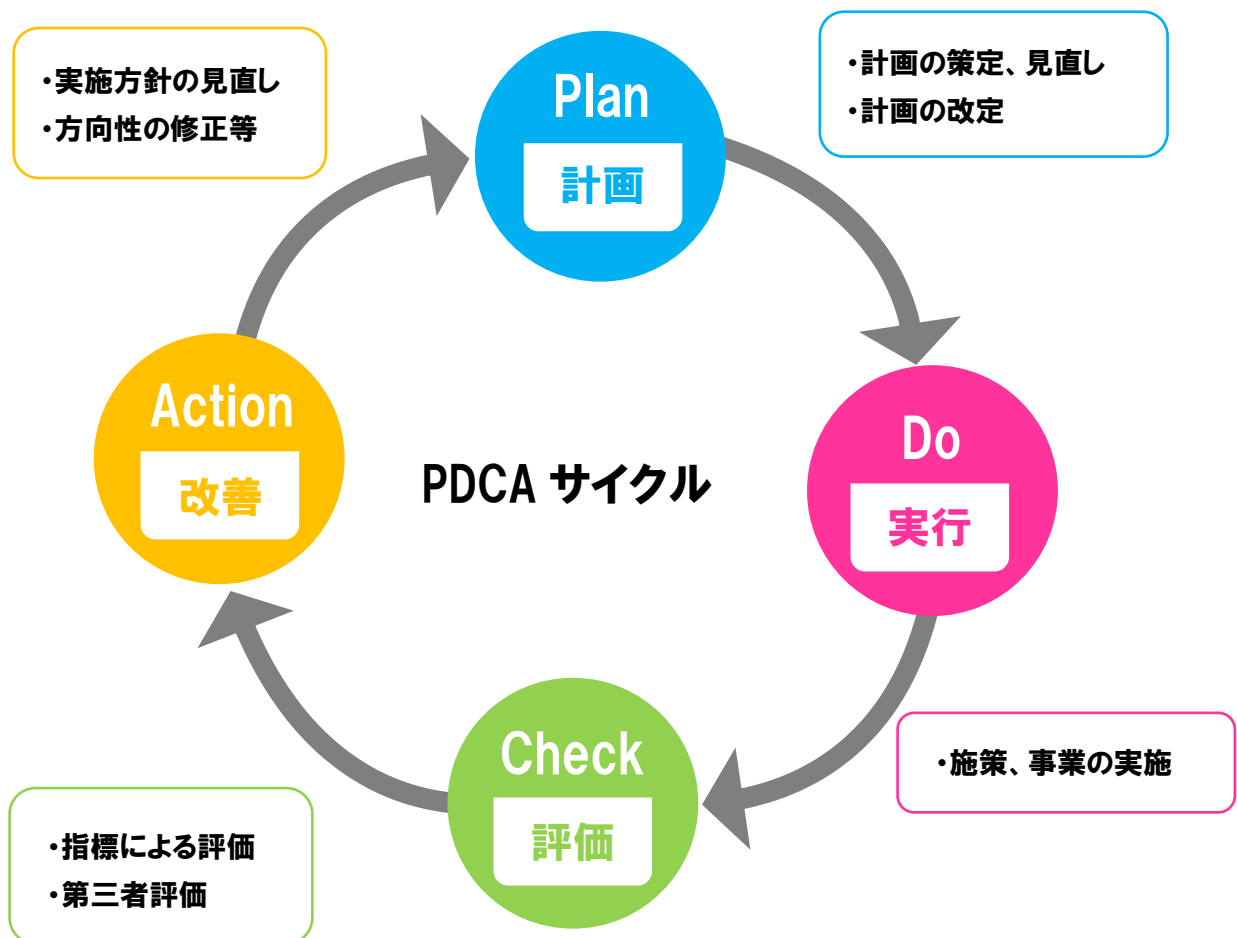 ・実施方針の見直し
・方向性の修正等
Plan
計画
・計画の策定、見直し
・計画の改定
Action
改善
PDCA サイクル
Do
実行
・施策、事業の実施
Check
評価
・指標による評価
・第三者評価